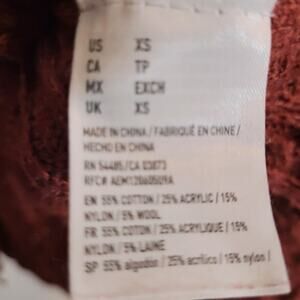 US XS
CA TP
MX EXCH
UK XS
MADE IN CHINA / FABRIQUÉ EN CHINE /
HECHO EN CHINA
RN 54485 / CA 03873
RFC# AEM1206050J9A
EN 55% COTTON / 25% ACRYLIC / 15%
NYLON / 5% WOOL
FR 55% COTON / 25% ACRYLIQUE / 15%
NYLON / 5% LAINE
SP 55% algodón / 25% acrílico / 15% nylon /